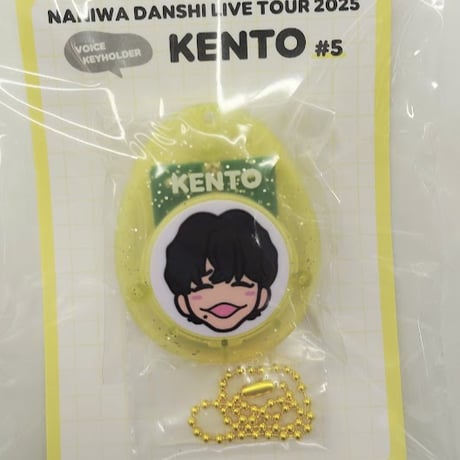 NANIWA DANSHI LIVE TOUR 2025
VOICE
KEYHOLDER
KENTO #5
KENTO